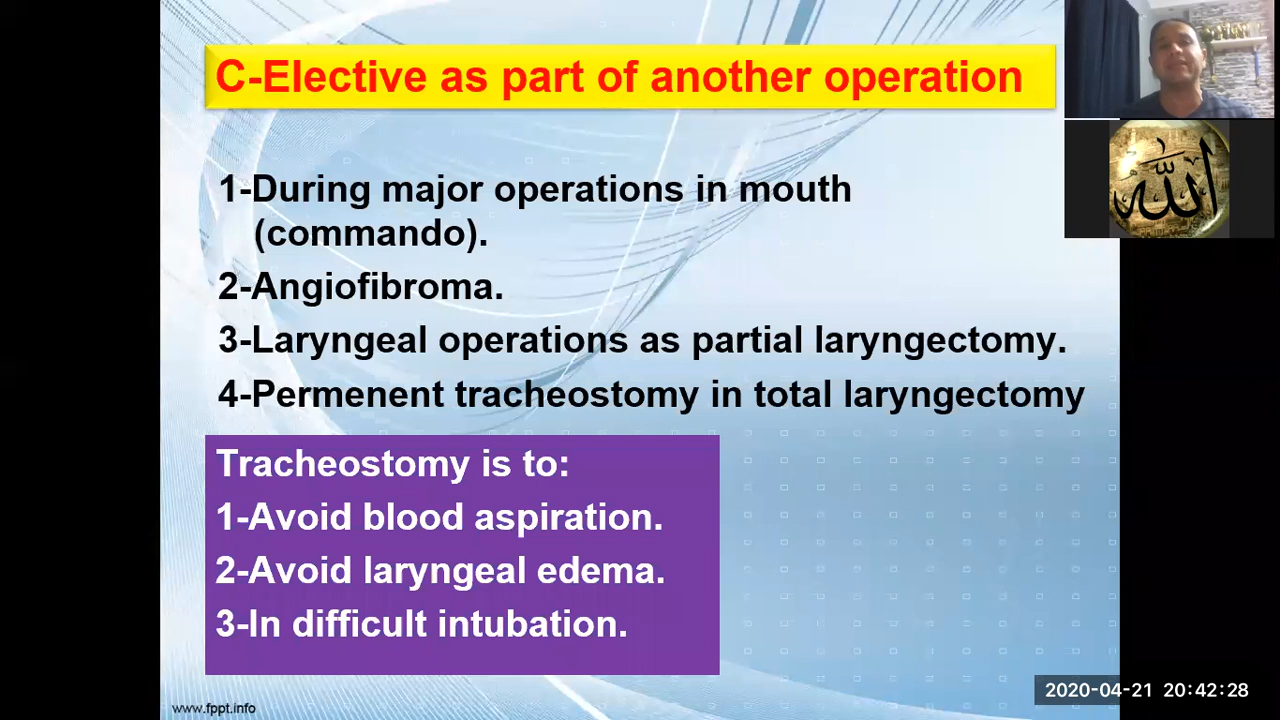 C-Elective as part of another operation
1-During major operations in mouth
(commando).
2-Angiofibroma.
3-Laryngeal operations as partial laryngectomy.
4-Permenent tracheostomy in total laryngectomy
Tracheostomy is to:
1-Avoid blood aspiration.
2-Avoid laryngeal edema.
3-In difficult intubation.
www.fppt.info
الله
2020-04-21 20:42:28